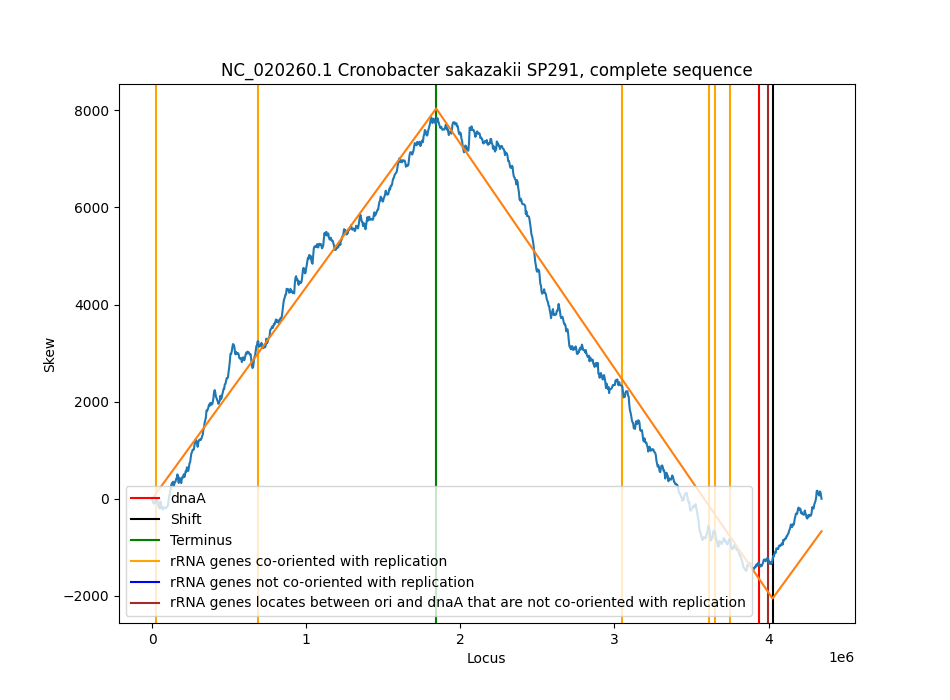 NC_020260.1 Cronobacter sakazakii SP291, complete sequence
8000
6000
4000
2000
0
−2000
Skew
dnaA
Shift
Terminus
rRNA genes co-oriented with replication
rRNA genes not co-oriented with replication
rRNA genes locates between ori and dnaA that are not co-oriented with replication
0 1 2 3 4
1e6
Locus